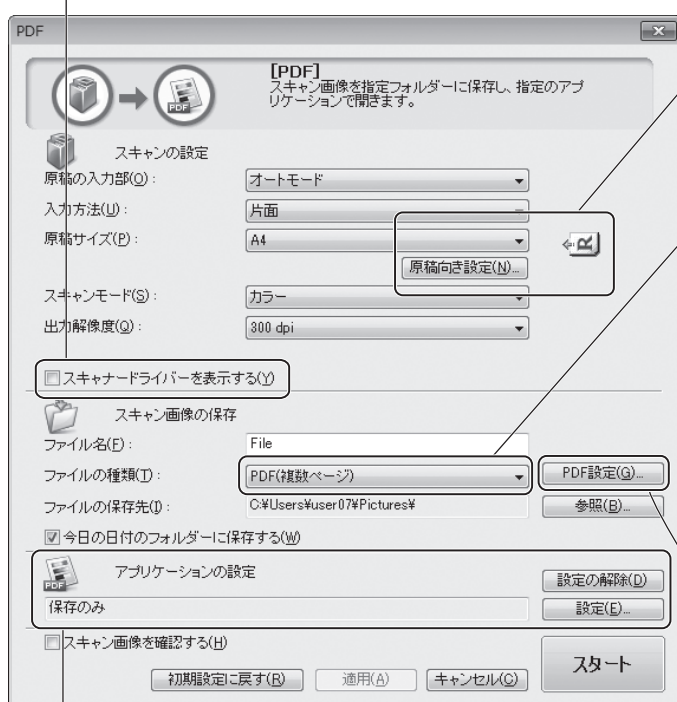 PDF
[PDF]
スキャン画像を指定フォルダーに保存し、指定のアプ
リケーションで開きます。
PDF
スキャンの設定
原稿の入力部(O)： オートモード
入力方法(U)： 片面
原稿サイズ(P)： A4
R
原稿向き設定(N)...
スキャンモード(S)： カラー
出力解像度(Q)： 300 dpi
スキャナードライバーを表示する(Y)
スキャン画像の保存
ファイル名(F)： File
ファイルの種類(T)： PDF(複数ページ) PDF設定(G)...
ファイルの保存先(I)： C:¥Users¥user07¥Pictures¥ 参照(B)...
今日の日付のフォルダーに保存する(W)
PDF
アプリケーションの設定 設定の解除(D)
保存のみ 設定(E)...
スキャン画像を確認する(H)
スタート
初期設定に戻す(R) 適用(A) キャンセル(C)